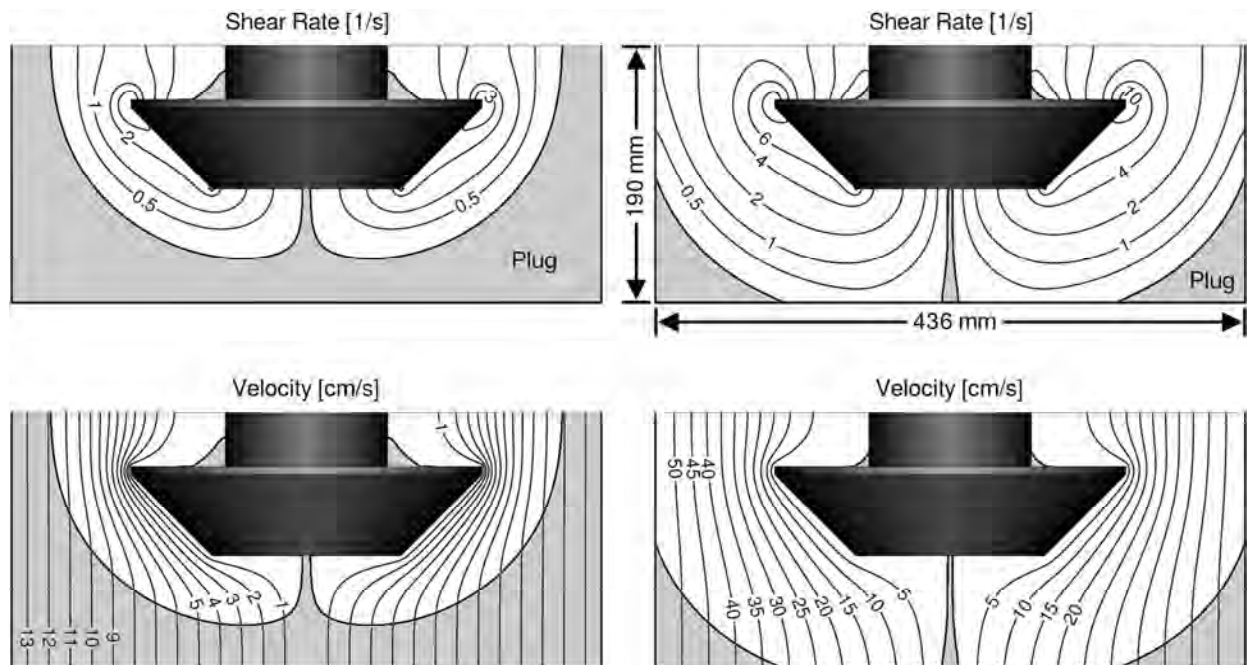 Shear Rate [1/s]
1
2
0.5
3
0.5
Plug
Shear Rate [1/s]
190 mm
10
6
4
2
1
0.5
4
2
1
Plug
436 mm
Velocity [cm/s]
1
5 4 3 2 1
13 12 11 10 9
Velocity [cm/s]
50 45 40
40 35 30 25 20 15 10 5
5 10 15 20